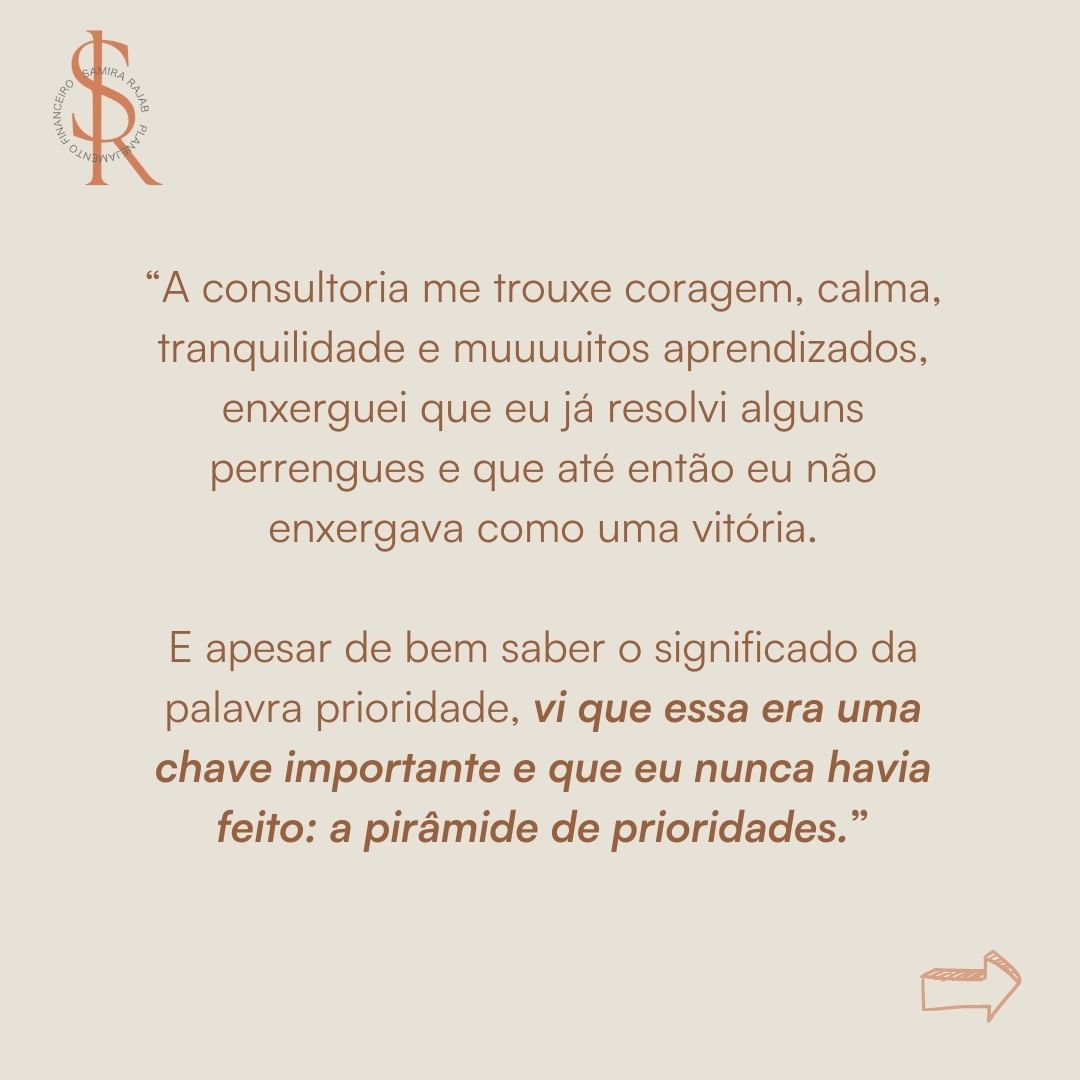 SAMIRA RAJAB PLANEJAMENTO FINANCEIRO
SR
“A consultoria me trouxe coragem, calma,
tranquilidade e muuuuitos aprendizados,
enxerguei que eu já resolvi alguns
perrengues e que até então eu não
enxergava como uma vitória.
E apesar de bem saber o significado da
palavra prioridade, vi que essa era uma
chave importante e que eu nunca havia
feito: a pirâmide de prioridades.”